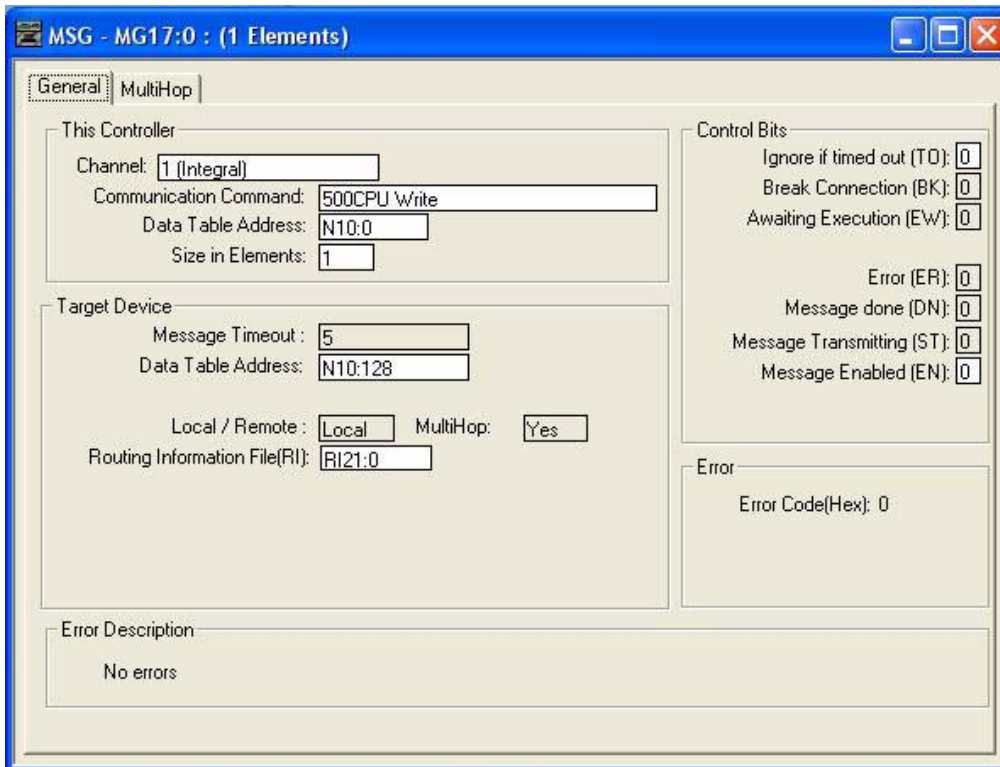 MSG - MG17:0 : (1 Elements)
General MultiHop
This Controller
Channel: 1 (Integral)
Communication Command: 500CPU Write
Data Table Address: N10:0
Size in Elements: 1
Target Device
Message Timeout : 5
Data Table Address: N10:128
Local / Remote : Local MultiHop: Yes
Routing Information File(RI): RI21:0
Control Bits
Ignore if timed out (TO): 0
Break Connection (BK): 0
Awaiting Execution (EW): 0
Error (ER): 0
Message done (DN): 0
Message Transmitting (ST): 0
Message Enabled (EN): 0
Error
Error Code(Hex): 0
Error Description
No errors